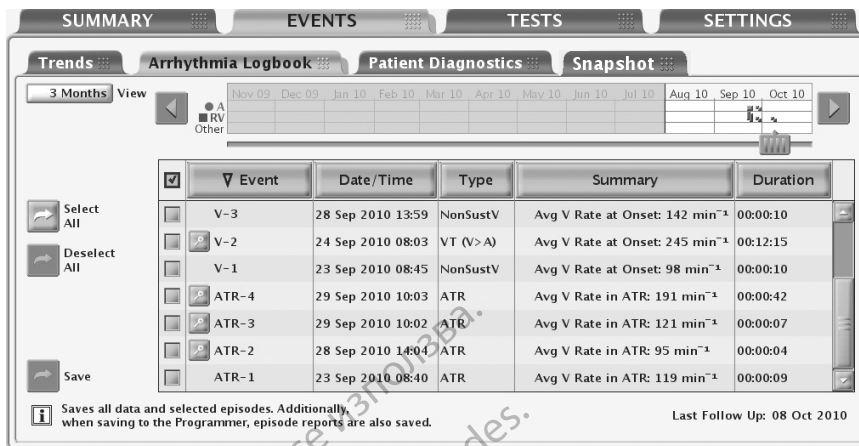 SUMMARY EVENTS TESTS SETTINGS
Trends Arrhythmia Logbook Patient Diagnostics Snapshot
3 Months View
Nov 09 Dec 09 Jan 10 Feb 10 Mar 10 Apr 10 May 10 Jun 10 Jul 10 Aug 10 Sep 10 Oct 10
A
RV
Other
Event Date/Time Type Summary Duration
Select All
Deselect All
Save
V-3 28 Sep 2010 13:59 NonSustV Avg V Rate at Onset: 142 min⁻¹ 00:00:10
V-2 24 Sep 2010 08:03 VT (V>A) Avg V Rate at Onset: 245 min⁻¹ 00:12:15
V-1 23 Sep 2010 08:45 NonSustV Avg V Rate at Onset: 98 min⁻¹ 00:00:10
ATR-4 29 Sep 2010 10:03 ATR Avg V Rate in ATR: 191 min⁻¹ 00:00:42
ATR-3 29 Sep 2010 10:02 ATR Avg V Rate in ATR: 121 min⁻¹ 00:00:07
ATR-2 28 Sep 2010 14:04 ATR Avg V Rate in ATR: 95 min⁻¹ 00:00:04
ATR-1 23 Sep 2010 08:40 ATR Avg V Rate in ATR: 119 min⁻¹ 00:00:09
i Saves all data and selected episodes. Additionally,
when saving to the Programmer, episode reports are also saved.
Last Follow Up: 08 Oct 2010
се използва.